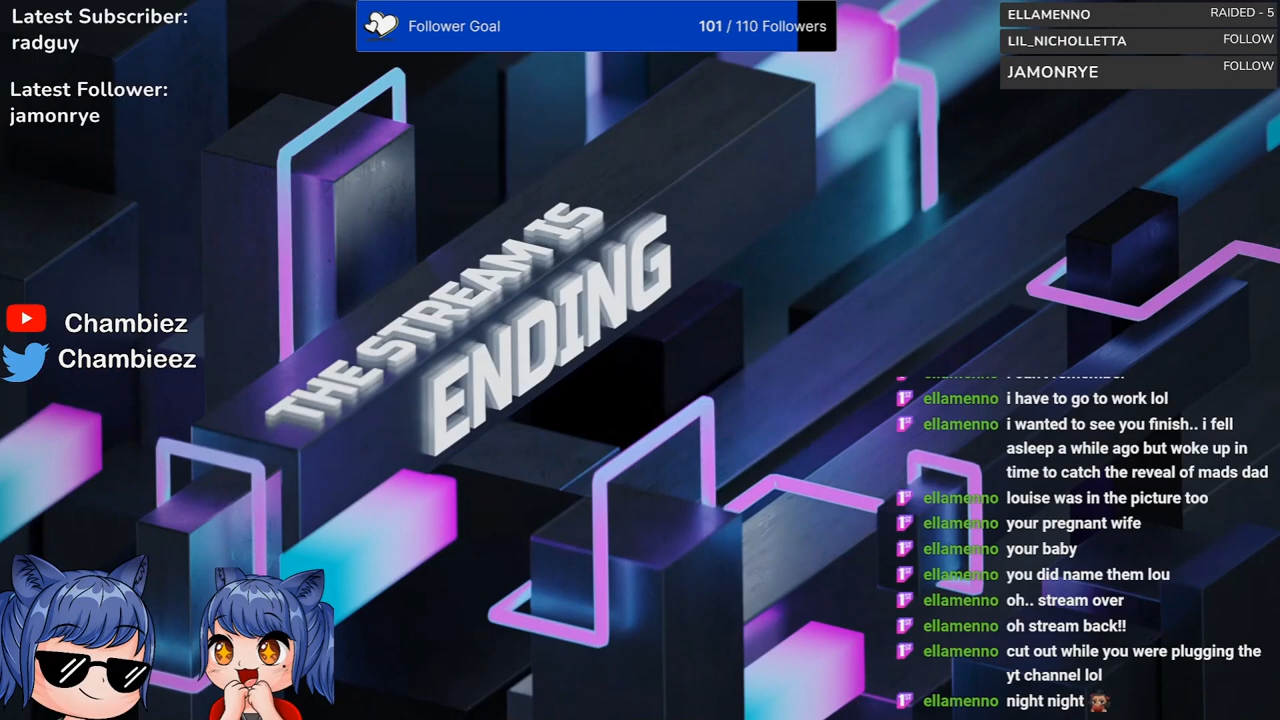 Latest Subscriber:
radguy
Latest Follower:
jamonrye
Follower Goal
101 / 110 Followers
ELLAMENNO RAIDED - 5
LIL_NICHOLLETTA FOLLOW
JAMONRYE FOLLOW
THE STREAM IS
ENDING
Chambiez
Chambieez
ellamenno i have to go to work lol
ellamenno i wanted to see you finish.. i fell
asleep a while ago but woke up in
time to catch the reveal of mads dad
ellamenno louise was in the picture too
ellamenno your pregnant wife
ellamenno your baby
ellamenno you did name them lou
ellamenno oh.. stream over
ellamenno oh stream back!!
ellamenno cut out while you were plugging the
yt channel lol
ellamenno night night